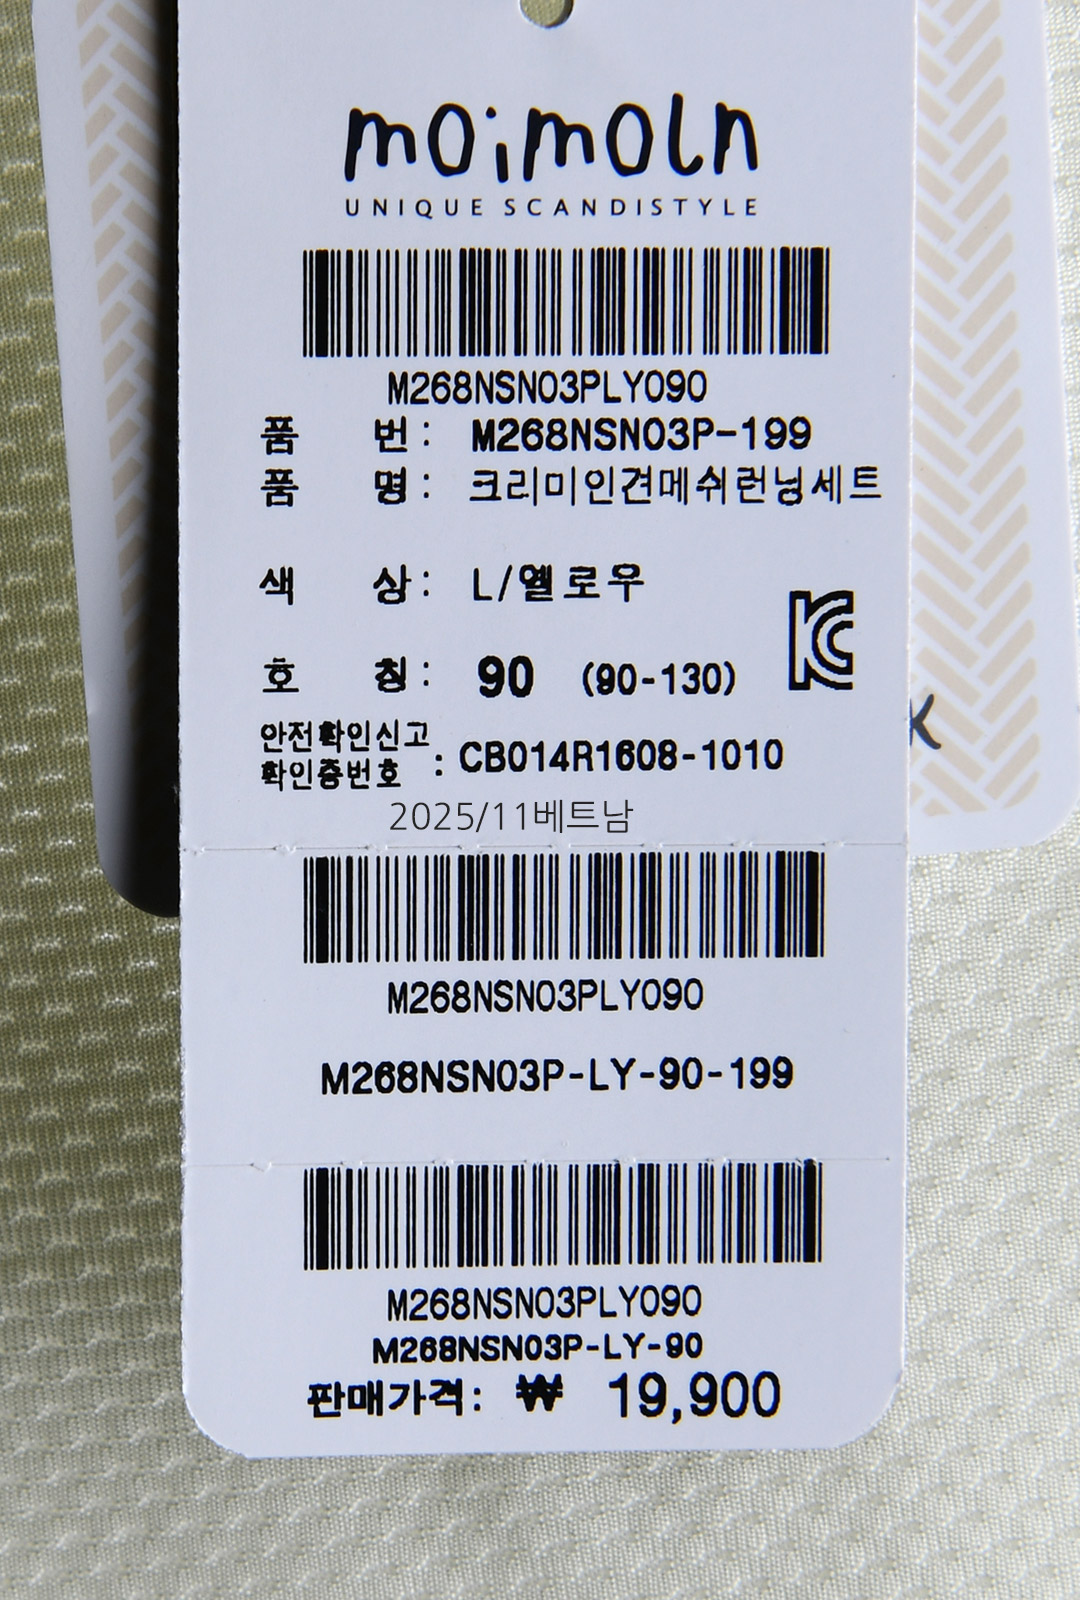 moimoln
UNIQUE SCANDISTYLE
M268NSN03PLY090
품 번: M268NSN03P-199
품 명: 크리미인견메쉬런닝세트
색 상: L/옐로우
호 칭: 90 (90-130)
안전확인신고
확인증번호 : CB014R1608-1010
2025/11베트남
M268NSN03PLY090
M268NSN03P-LY-90-199
M268NSN03PLY090
M268NSN03P-LY-90
판매가격: ₩ 19,900